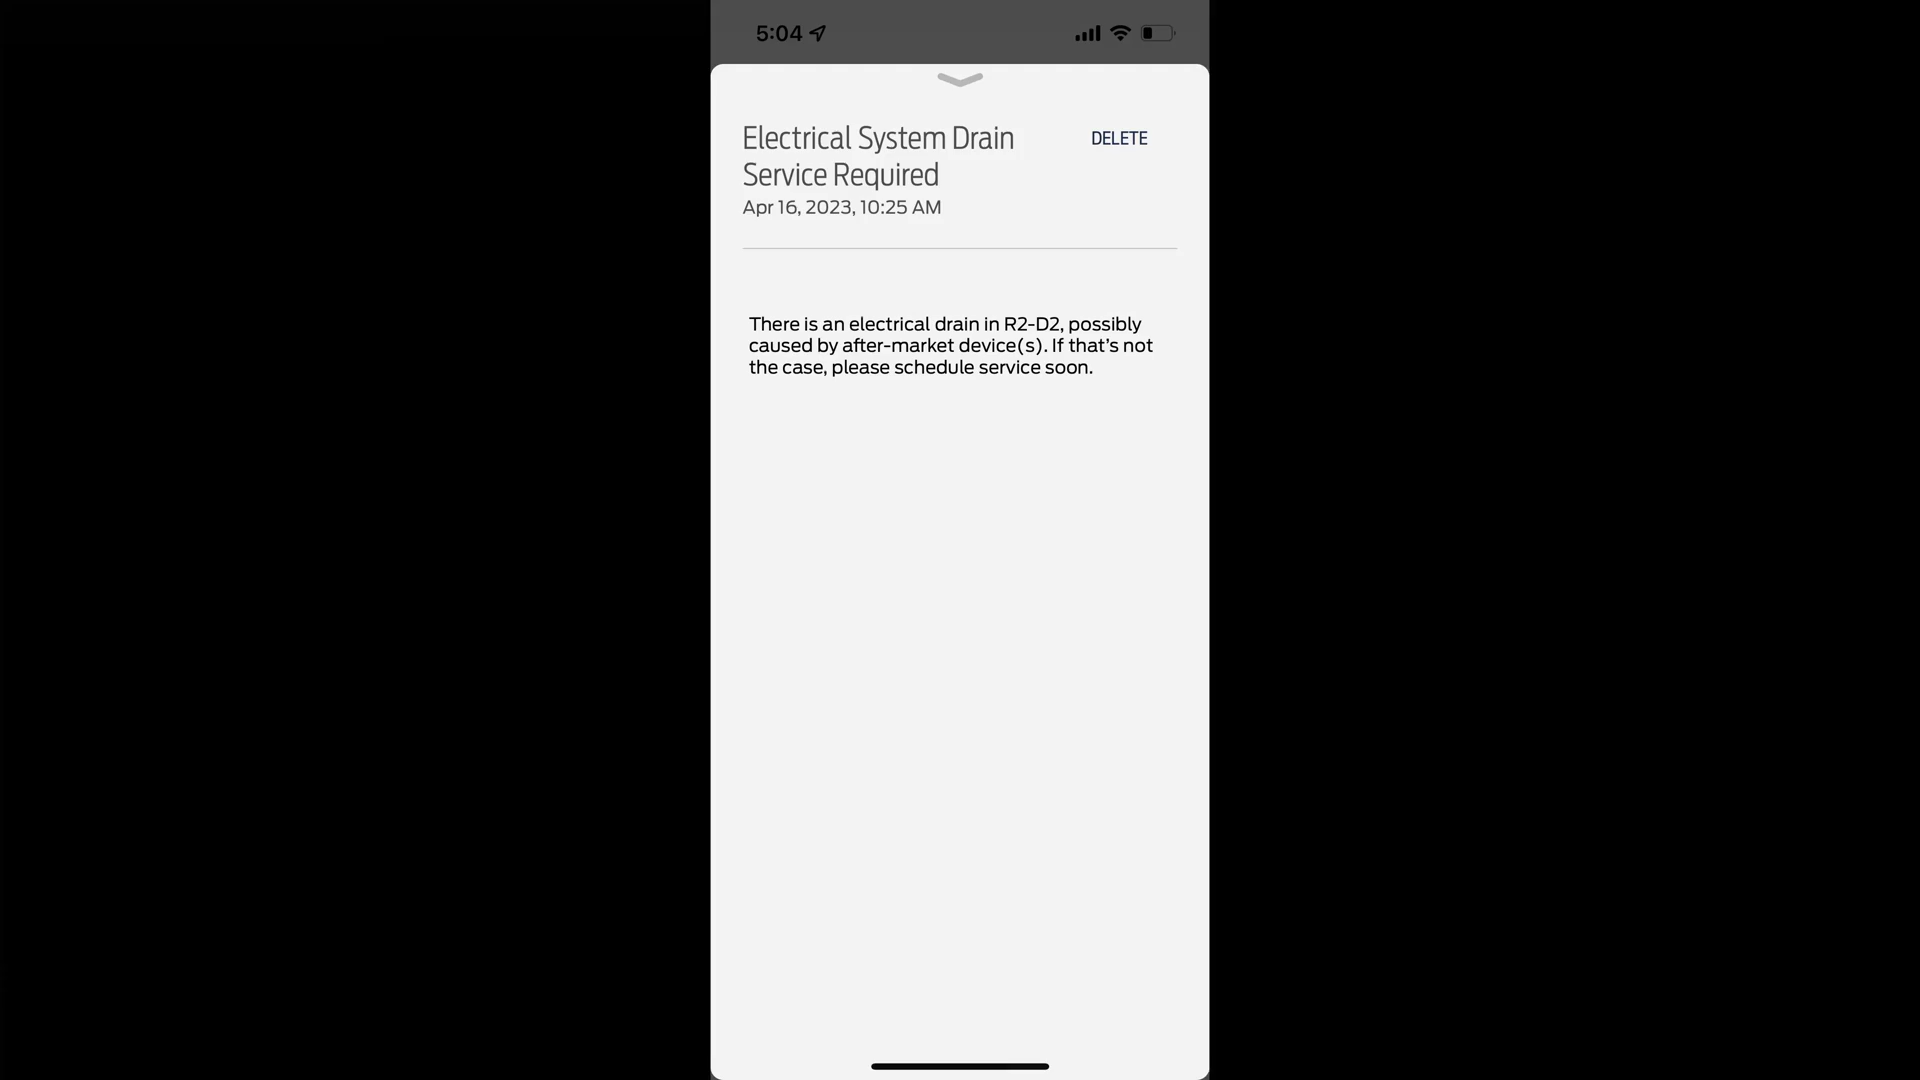 5:04
Electrical System Drain
Service Required
DELETE
Apr 16, 2023, 10:25 AM
There is an electrical drain in R2-D2, possibly
caused by after-market device(s). If that’s not
the case, please schedule service soon.